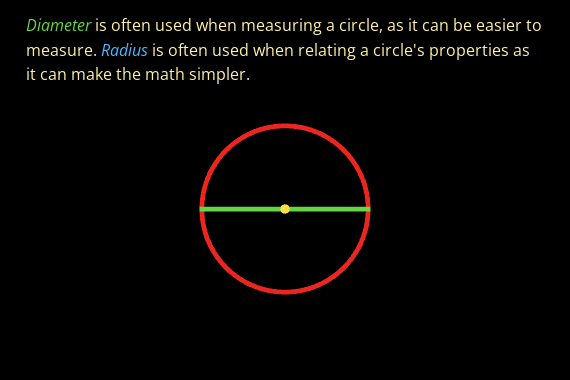 Diameter is often used when measuring a circle, as it can be easier to
measure. Radius is often used when relating a circle's properties as
it can make the math simpler.